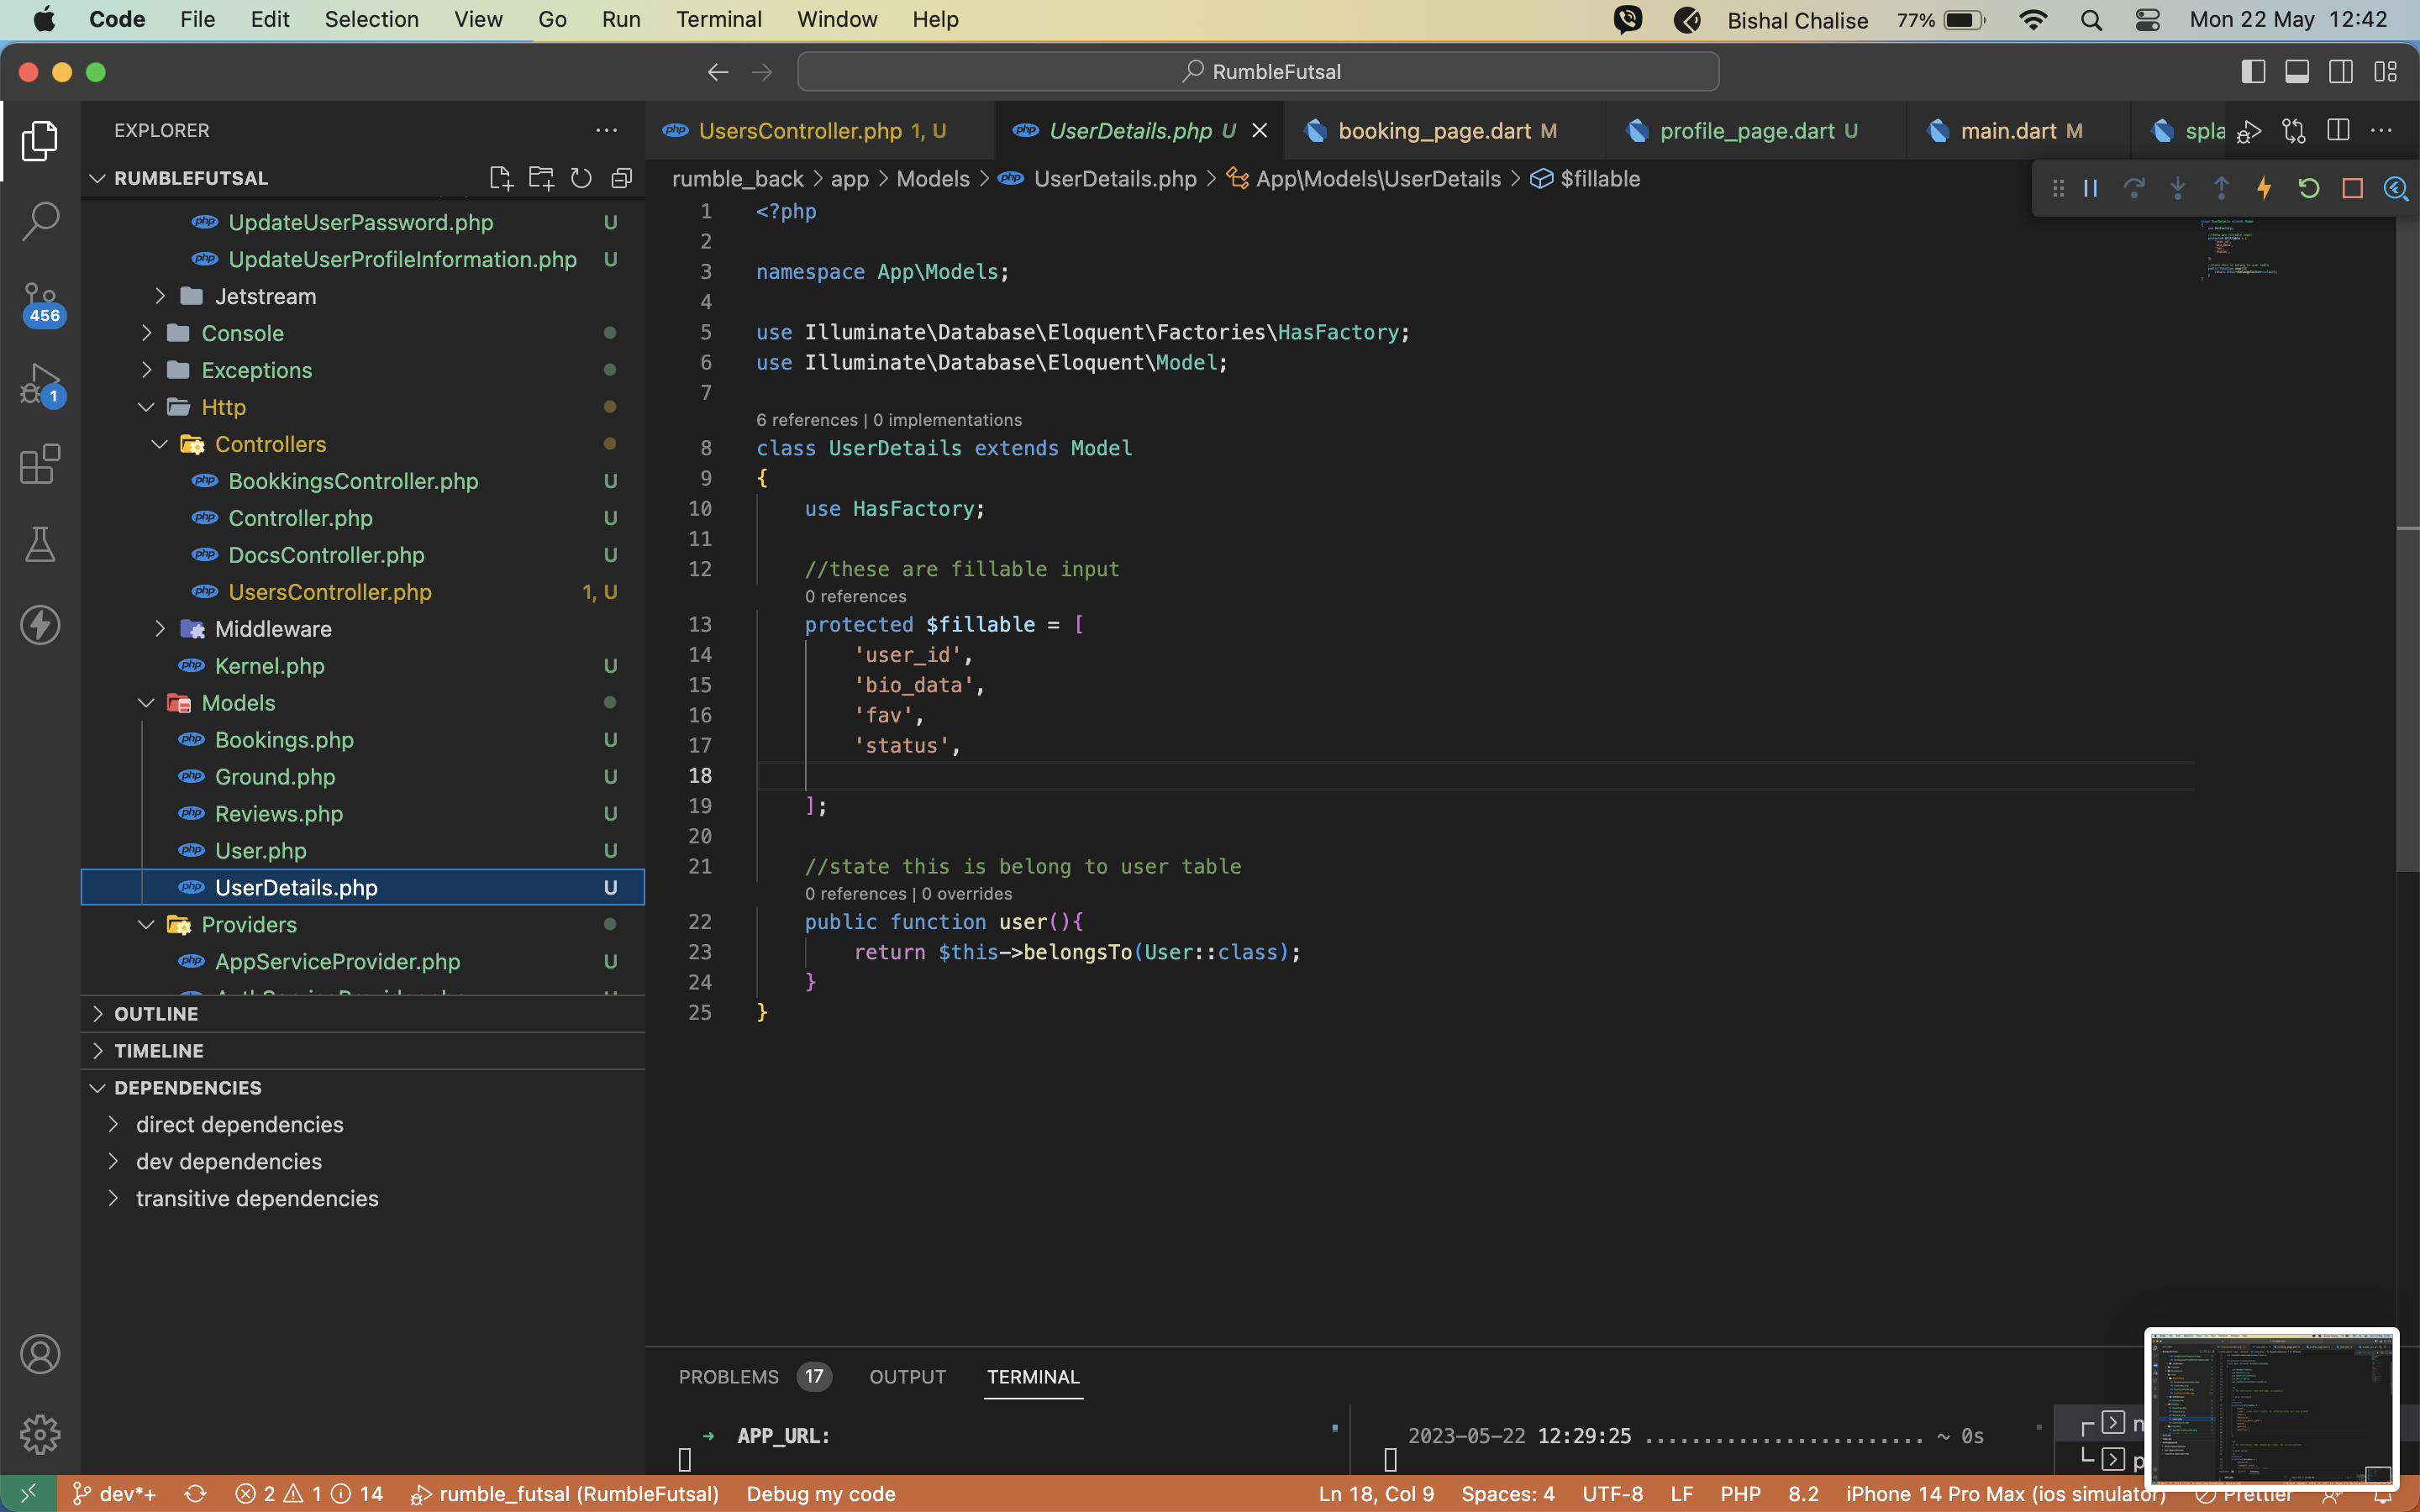 Code File Edit Selection View Go Run Terminal Window Help Bishal Chalise 77% Mon 22 May 12:42
RumbleFutsal
EXPLORER
RUMBLEFUTSAL
UpdateUserPassword.php U
UpdateUserProfileInformation.php U
Jetstream
Console
Exceptions
Http
Controllers
BookkingsController.php U
Controller.php U
DocsController.php U
UsersController.php 1, U
Middleware
Kernel.php U
Models
Bookings.php U
Ground.php U
Reviews.php U
User.php U
UserDetails.php U
Providers
AppServiceProvider.php U
OUTLINE
TIMELINE
DEPENDENCIES
direct dependencies
dev dependencies
transitive dependencies
456
1
UsersController.php 1, U UserDetails.php U booking_page.dart M profile_page.dart U main.dart M spla
rumble_back > app > Models > UserDetails.php > App\Models\UserDetails > $fillable
1 <?php
2
3 namespace App\Models;
4
5 use Illuminate\Database\Eloquent\Factories\HasFactory;
6 use Illuminate\Database\Eloquent\Model;
7
6 references | 0 implementations
8 class UserDetails extends Model
9 {
10 use HasFactory;
11
12 //these are fillable input
0 references
13 protected $fillable = [
14 'user_id',
15 'bio_data',
16 'fav',
17 'status',
18
19 ];
20
21 //state this is belong to user table
0 references | 0 overrides
22 public function user(){
23 return $this->belongsTo(User::class);
24 }
25 }
PROBLEMS 17 OUTPUT TERMINAL
➜ APP_URL:
2023-05-22 12:29:25 ....................... ~ 0s
dev*+ 2 1 14 rumble_futsal (RumbleFutsal) Debug my code Ln 18, Col 9 Spaces: 4 UTF-8 LF PHP 8.2 iPhone 14 Pro Max (ios simulator) Prettier